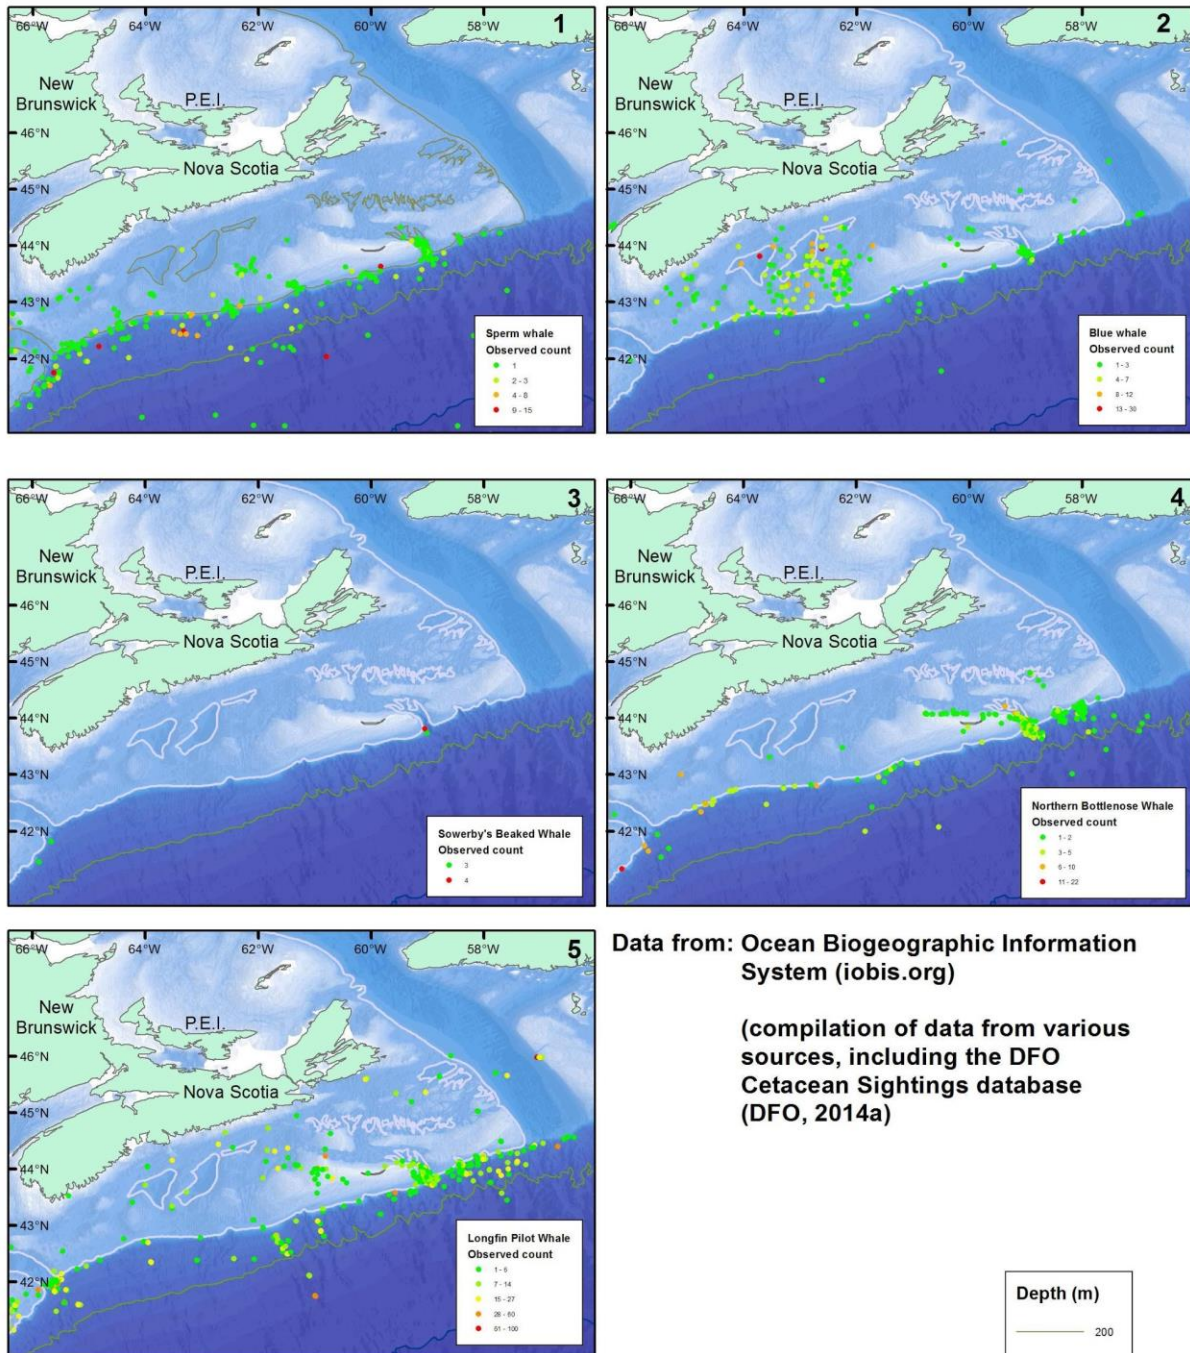 66°W 64°W 62°W 60°W 58°W
1
New
Brunswick
P.E.I.
46°N
Nova Scotia
45°N
44°N
43°N
42°N
Sperm whale
Observed count
1
2 - 3
4 - 8
9 - 15
66°W 64°W 62°W 60°W 58°W
2
New
Brunswick
P.E.I.
46°N
Nova Scotia
45°N
44°N
43°N
42°N
Blue whale
Observed count
1 - 3
4 - 7
8 - 12
13 - 30
66°W 64°W 62°W 60°W 58°W
3
New
Brunswick
P.E.I.
46°N
Nova Scotia
45°N
44°N
43°N
42°N
Sowerby's Beaked Whale
Observed count
3
4
66°W 64°W 62°W 60°W 58°W
4
New
Brunswick
P.E.I.
46°N
Nova Scotia
45°N
44°N
43°N
42°N
Northern Bottlenose Whale
Observed count
1 - 2
3 - 5
6 - 10
11 - 22
66°W 64°W 62°W 60°W 58°W
5
New
Brunswick
P.E.I.
46°N
Nova Scotia
45°N
44°N
43°N
42°N
Longfin Pilot Whale
Observed count
1 - 6
7 - 14
15 - 27
28 - 60
51 - 100
Data from: Ocean Biogeographic Information
System (iobis.org)
(compilation of data from various
sources, including the DFO
Cetacean Sightings database
(DFO, 2014a)
Depth (m)
200